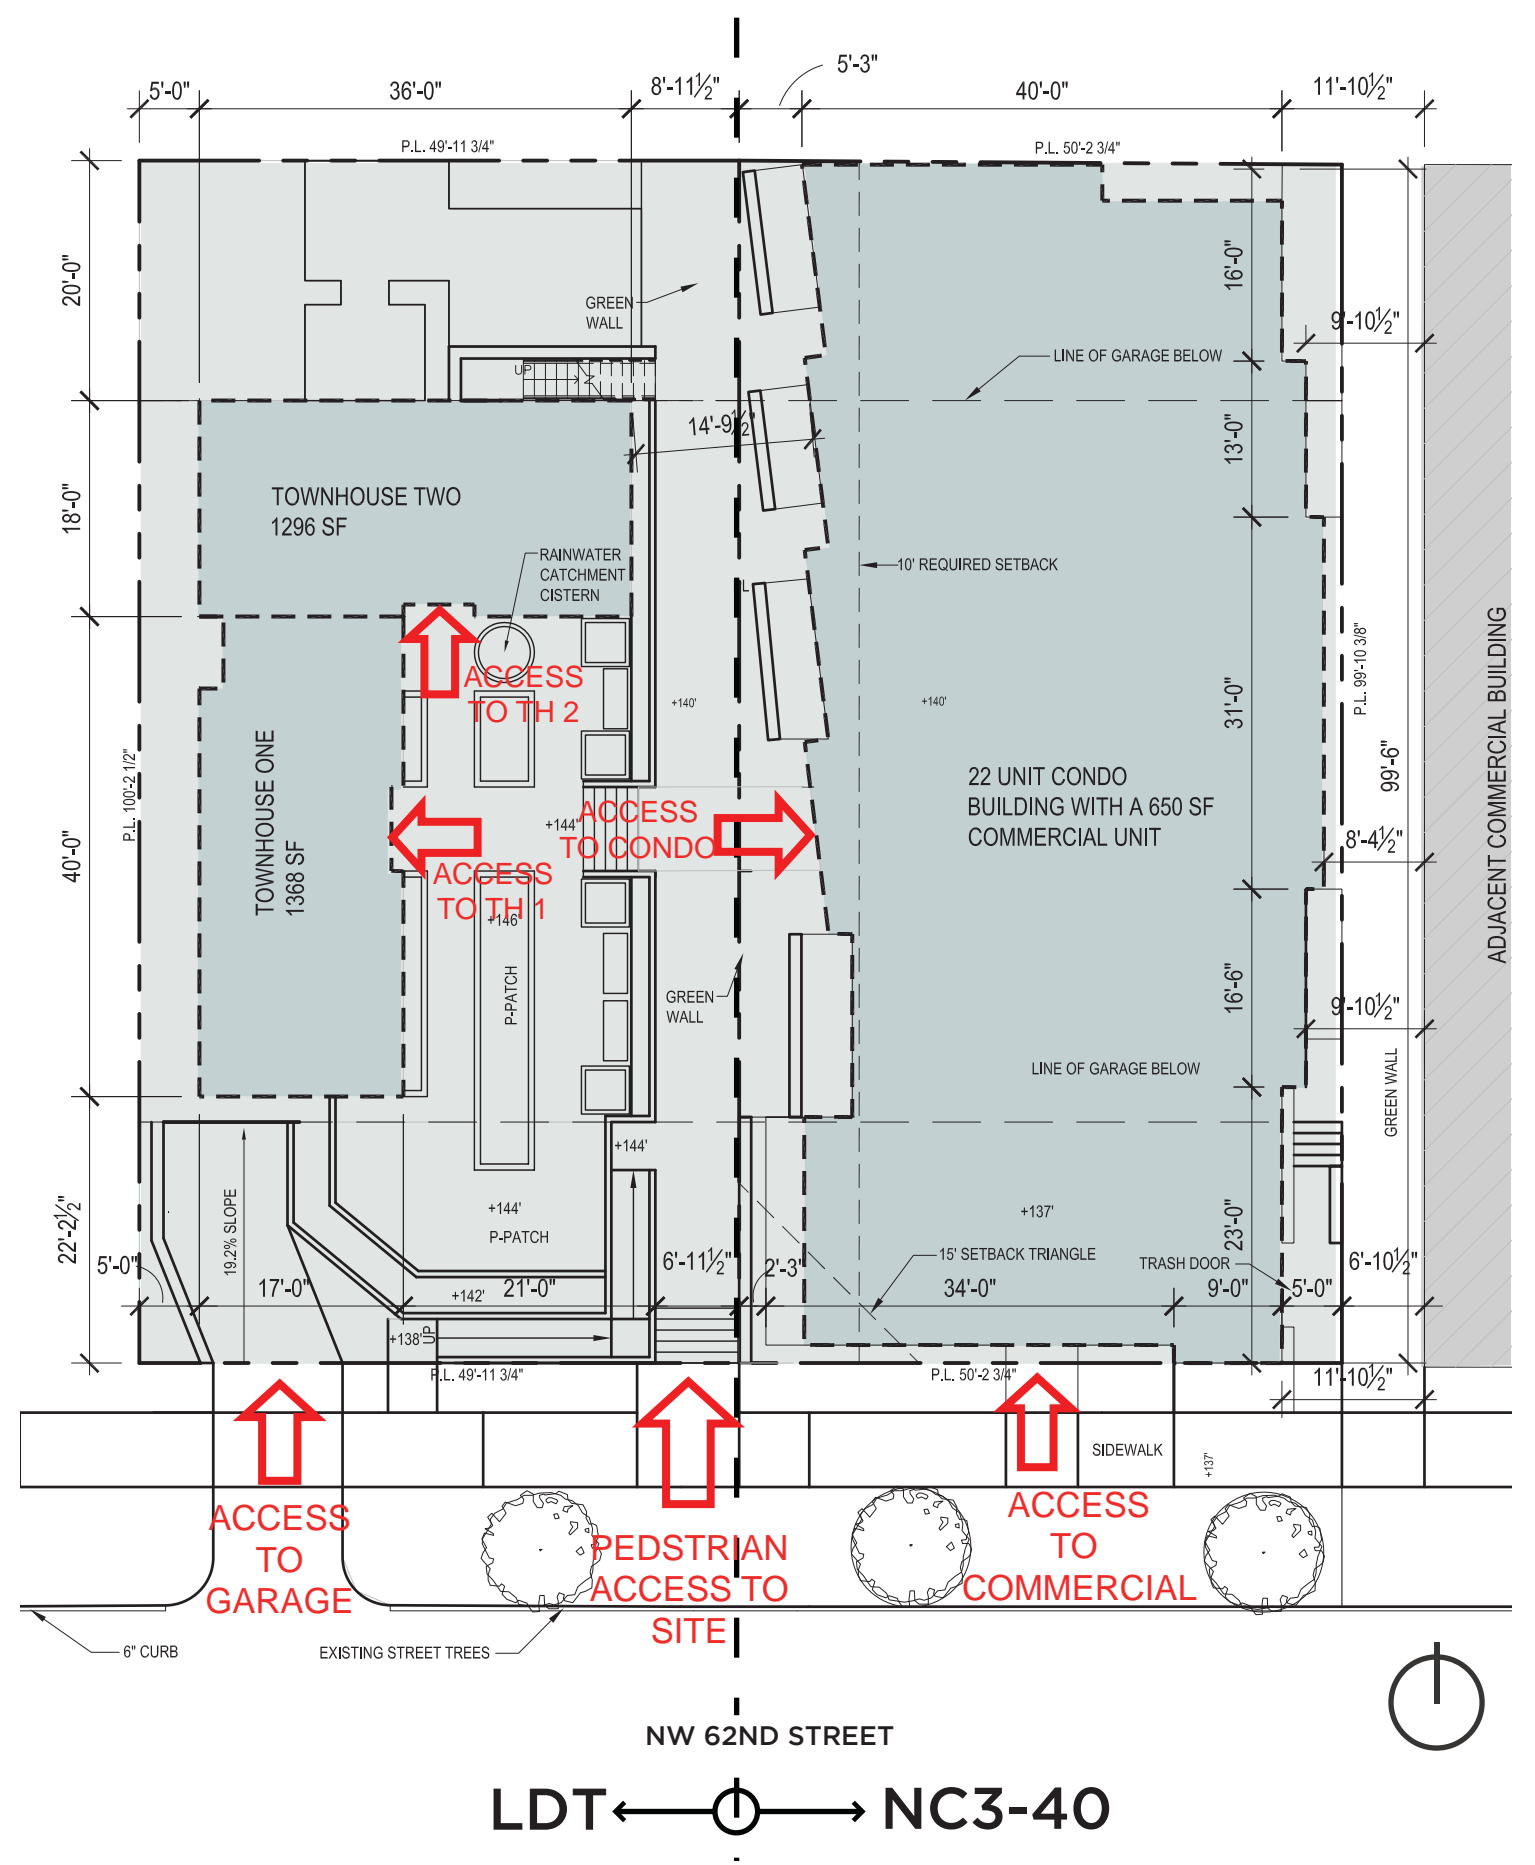 5'-3"
5'-0"
36'-0"
8'-11½"
40'-0"
11'-10½"
P.L. 49'-11 3/4"
P.L. 50'-2 3/4"
20'-0"
16'-0"
GREEN
WALL
9'-10½"
LINE OF GARAGE BELOW
UP
14'-9½"
13'-0"
18'-0"
TOWNHOUSE TWO
1296 SF
RAINWATER
CATCHMENT
CISTERN
10' REQUIRED SETBACK
L
ACCESS
TO TH 2
+140'
+140'
31'-0"
P.L. 99'-10 3/8"
ADJACENT COMMERCIAL BUILDING
TOWNHOUSE ONE
1368 SF
P.L. 100'-2 1/2"
99'-6"
22 UNIT CONDO
BUILDING WITH A 650 SF
COMMERCIAL UNIT
+144'
ACCESS
TO CONDO
8'-4½"
40'-0"
ACCESS
TO TH 1
+146'
P-PATCH
GREEN
WALL
16'-6"
9'-10½"
LINE OF GARAGE BELOW
GREEN WALL
+144'
19.2% SLOPE
22'-2½"
+144'
P-PATCH
+137'
23'-0"
15' SETBACK TRIANGLE
TRASH DOOR
5'-0"
17'-0"
+142'
21'-0"
6'-11½"
2'-3"
34'-0"
9'-0"
5'-0"
6'-10½"
+138'
UP
P.L. 49'-11 3/4"
P.L. 50'-2 3/4"
11'-10½"
SIDEWALK
+137'
ACCESS
TO
GARAGE
PEDSTRIAN
ACCESS TO
SITE
ACCESS
TO
COMMERCIAL
6" CURB
EXISTING STREET TREES
NW 62ND STREET
LDT
NC3-40